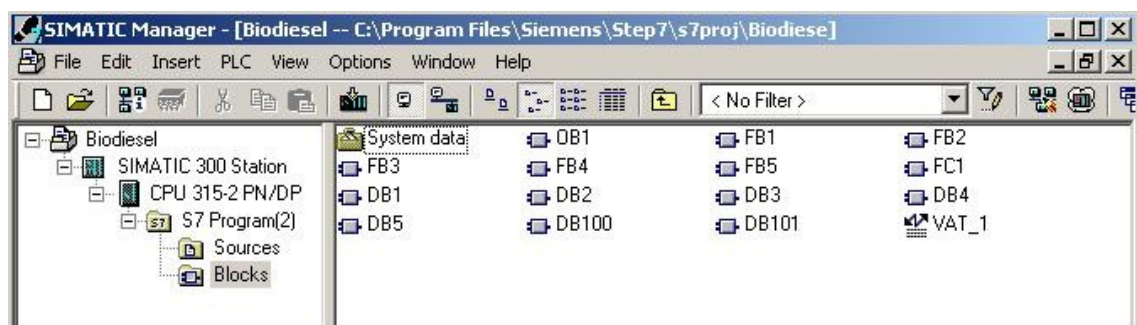 SIMATIC Manager - [Biodiesel -- C:\Program Files\Siemens\Step7\s7proj\Biodiese]
File Edit Insert PLC View Options Window Help
< No Filter >
Biodiesel
SIMATIC 300 Station
CPU 315-2 PN/DP
S7 Program(2)
Sources
Blocks
System data OB1 FB1 FB2
FB3 FB4 FB5 FC1
DB1 DB2 DB3 DB4
DB5 DB100 DB101 VAT_1